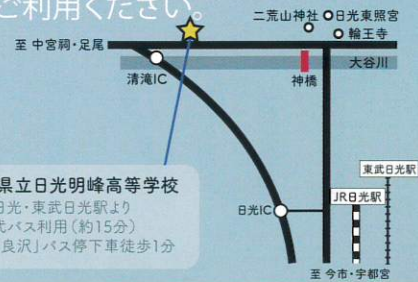 ご利用ください。
二荒山神社
日光東照宮
輪王寺
至 中宮祠・足尾
大谷川
清滝IC
神橋
県立日光明峰高等学校
日光・東武日光駅より
バス利用(約15分)
良沢」バス停下車徒歩1分
日光IC
東武日光駅
JR日光駅
至 今市・宇都宮